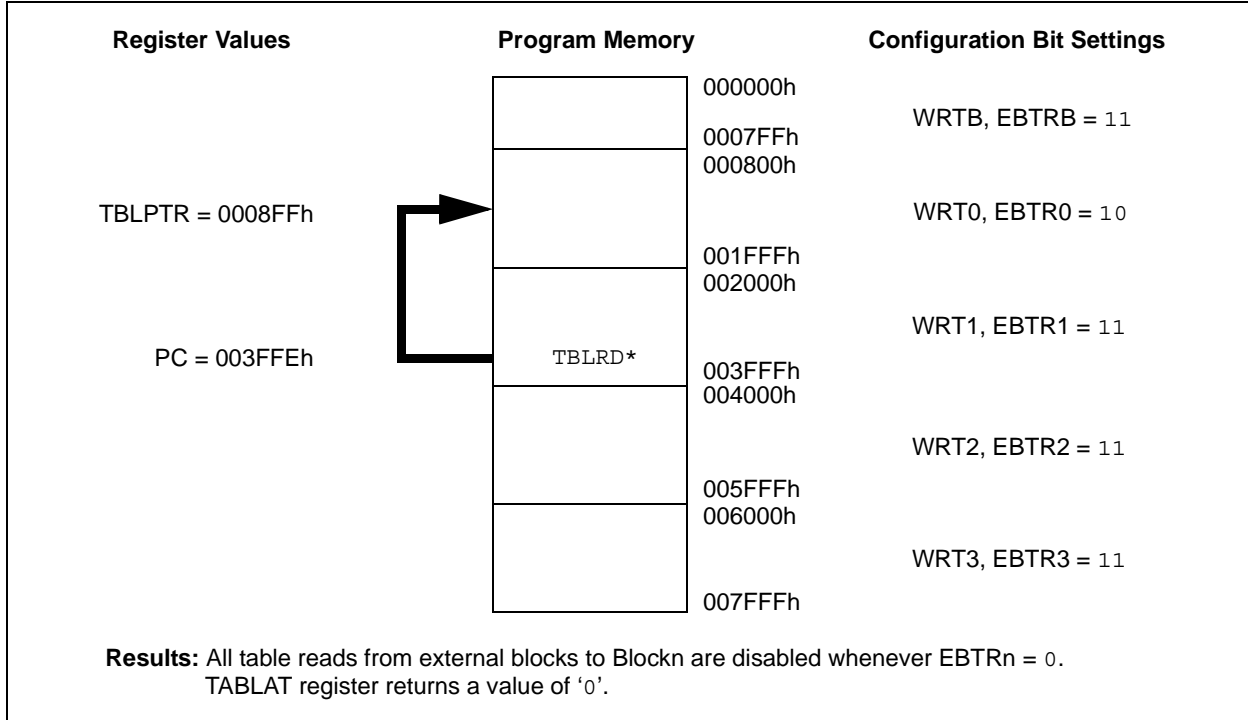 Register Values Program Memory Configuration Bit Settings
000000h
WRTB, EBTRB = 11
0007FFh
000800h
TBLPTR = 0008FFh
WRT0, EBTR0 = 10
001FFFh
002000h
WRT1, EBTR1 = 11
PC = 003FFEh
TBLRD*
003FFFh
004000h
WRT2, EBTR2 = 11
005FFFh
006000h
WRT3, EBTR3 = 11
007FFFh
Results: All table reads from external blocks to Blockn are disabled whenever EBTRn = 0.
TABLAT register returns a value of ‘0’.